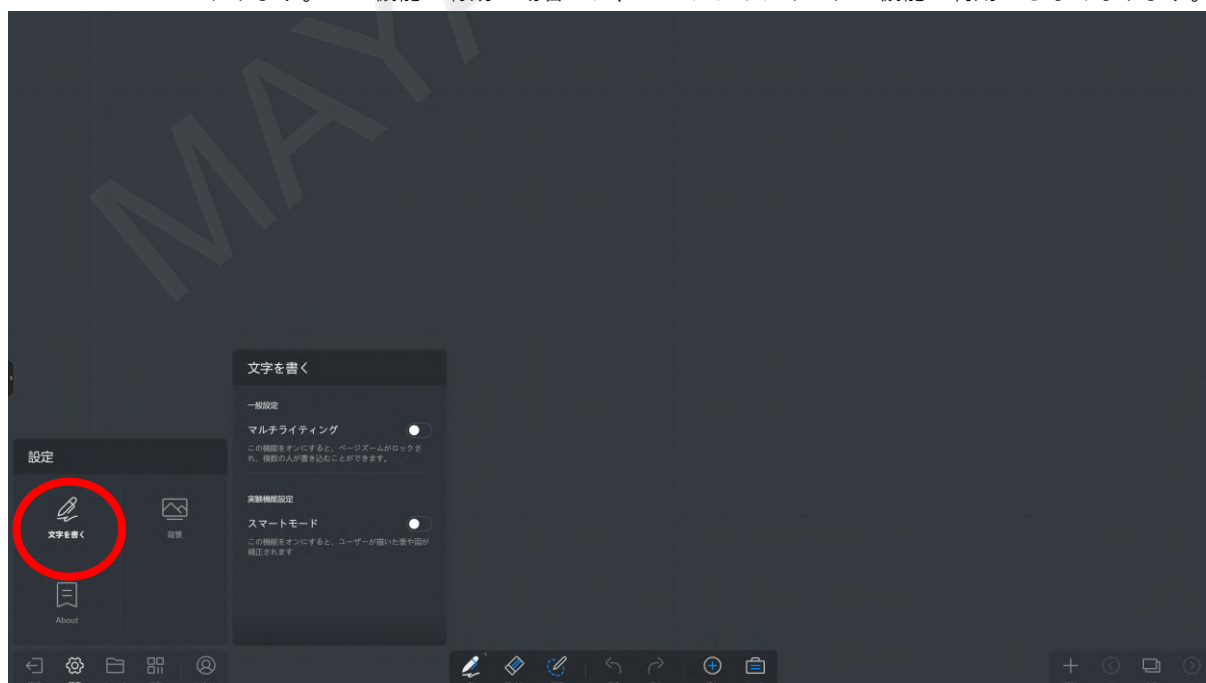 MAYA
文字を書く
一般設定
マルチライティング
この機能をオンにすると、ページズームがロックさ
れ、複数の人が書き込むことができます。
設定
実験機能設定
スマートモード
この機能をオンにすると、ユーザーが描いた表や図が
補正されます
文字を書く
背景
About